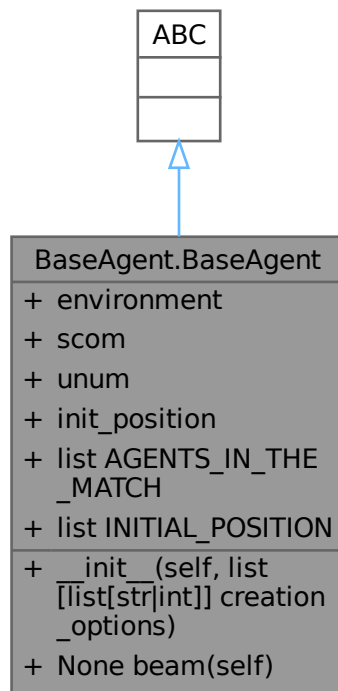 ABC
BaseAgent.BaseAgent
+ environment
+ scom
+ unum
+ init_position
+ list AGENTS_IN_THE
_MATCH
+ list INITIAL_POSITION
+ __init__(self, list
[list[str|int]] creation
_options)
+ None beam(self)